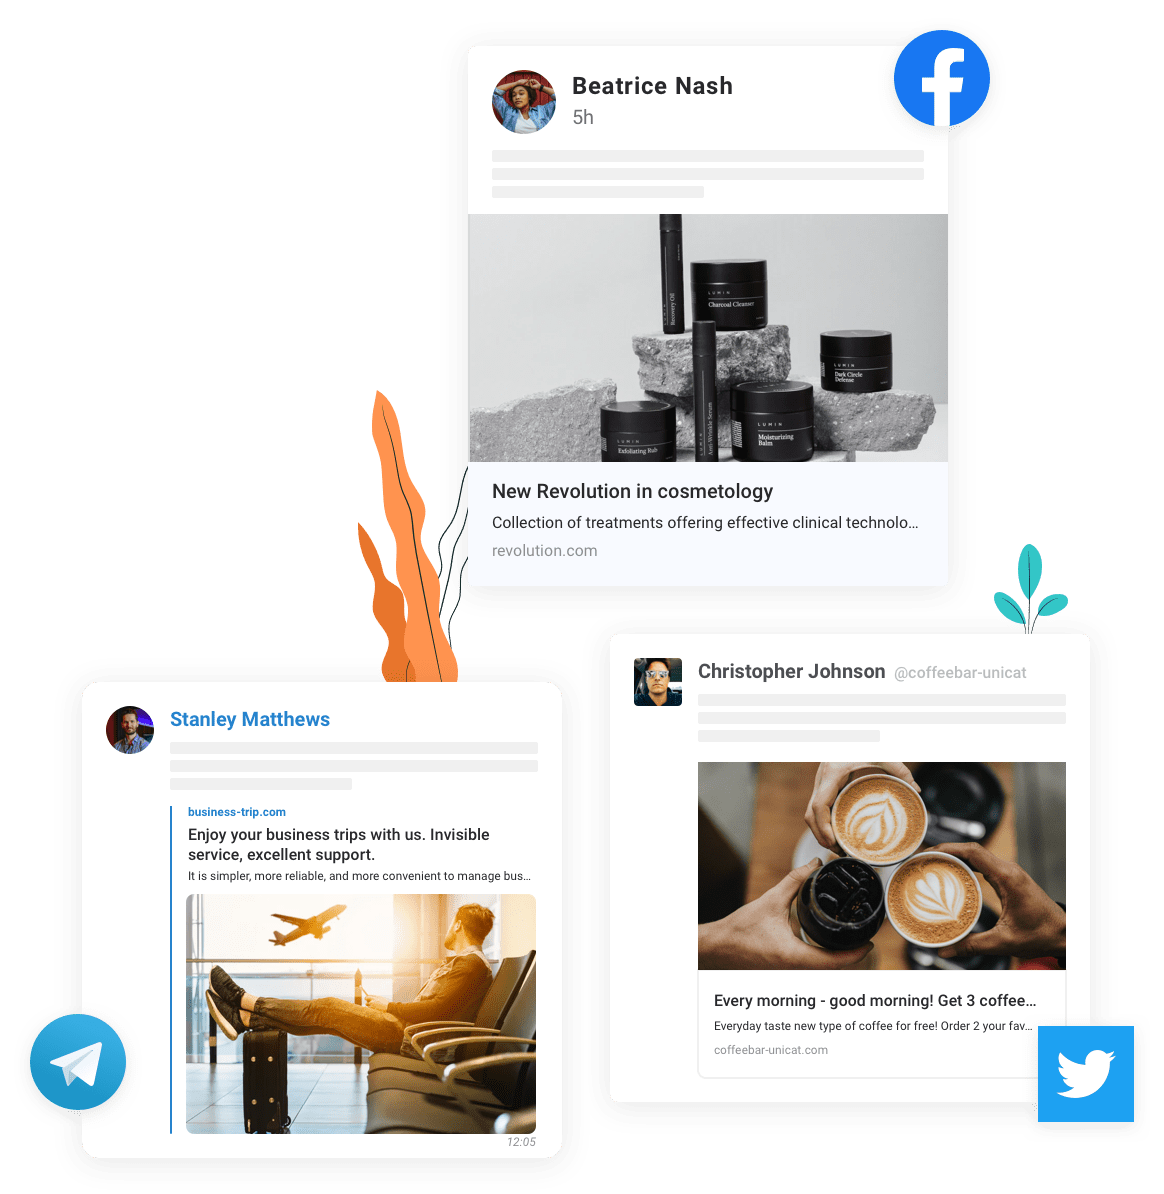 Beatrice Nash
5h
LUMIN
Recovery Oil
LUMIN
Charcoal Cleanser
LUMIN
Dark Circle
Defense
LUMIN
Exfoliating Rub
LUMIN
Anti-Wrinkle Serum
LUMIN
Moisturizing
Balm
New Revolution in cosmetology
Collection of treatments offering effective clinical technolo...
revolution.com
Christopher Johnson @coffeebar-unicat
Every morning - good morning! Get 3 coffee...
Everyday taste new type of coffee for free! Order 2 your fav...
coffeebar-unicat.com
Stanley Matthews
business-trip.com
Enjoy your business trips with us. Invisible
service, excellent support.
It is simpler, more reliable, and more convenient to manage bus...
12:05